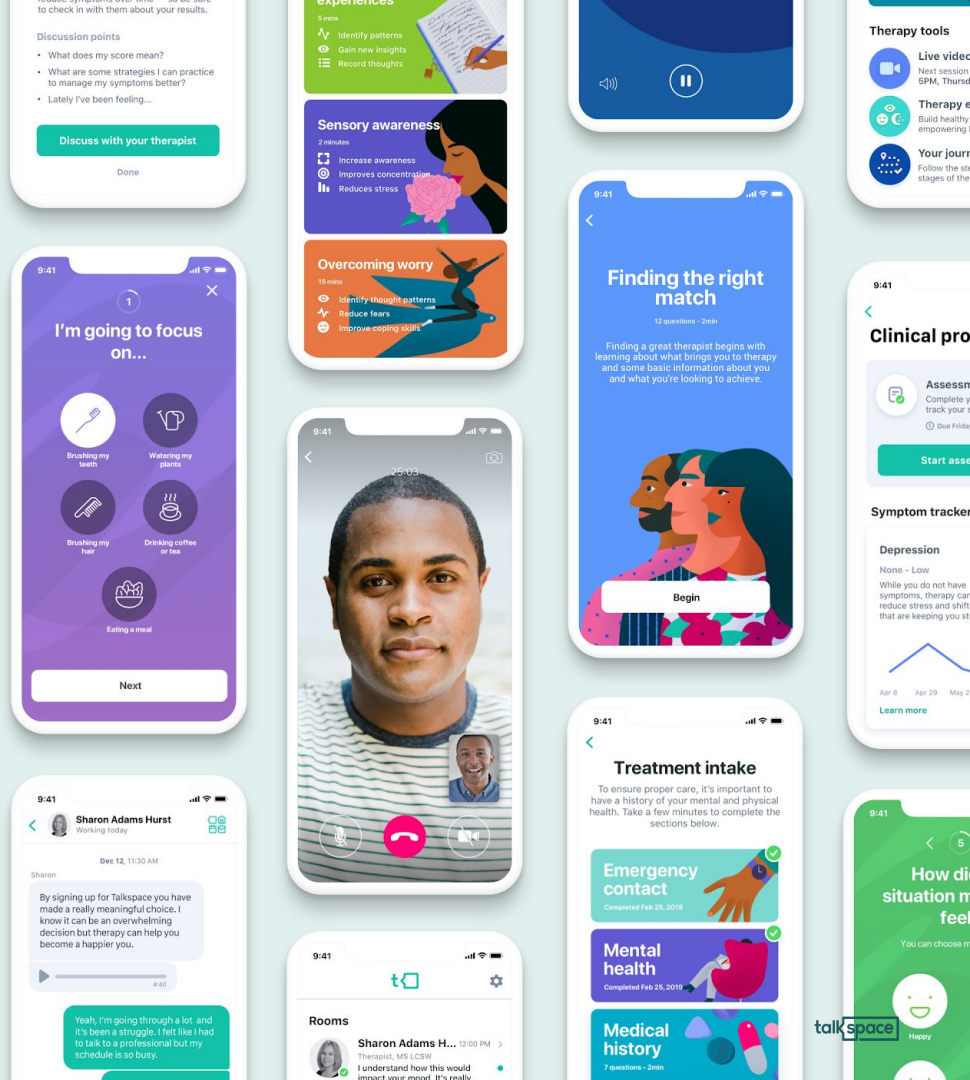 to check in with them about your results.
Discussion points
• What does my score mean?
• What are some strategies I can practice
to manage my symptoms better?
• Lately I've been feeling...
Discuss with your therapist
Done
9:41
1
I'm going to focus
on...
Brushing my
teeth
Watering my
plants
Brushing my
hair
Drinking coffee
or tea
Eating a meal
Next
9:41
Sharon Adams Hurst
Working today
Dec 12, 11:30 AM
Sharon
By signing up for Talkspace you have
made a really meaningful choice. I
know it can be an overwhelming
decision but therapy can help you
become a happier you.
4:40
Yeah, I'm going through a lot and
it's been a struggle. I felt like I had
to talk to a professional but my
schedule is so busy.
experiences
5 mins
Identify patterns
Gain new insights
Record thoughts
Sensory awareness
2 minutes
Increase awareness
Improves concentration
Reduces stress
Overcoming worry
15 mins
Identify thought patterns
Reduce fears
Improve coping skills
9:41
25:03
9:41
t
Rooms
Sharon Adams H... 12:00 PM
Therapist, MS LCSW
I understand how this would
impact your mood. It's really
9:41
Finding the right
match
12 questions - 2min
Finding a great therapist begins with
learning about what brings you to therapy
and some basic information about you
and what you're looking to achieve.
Begin
9:41
Treatment intake
To ensure proper care, it's important to
have a history of your mental and physical
health. Take a few minutes to complete the
sections below.
Emergency
contact
Completed Feb 25, 2019
Mental
health
Completed Feb 25, 2019
Medical
history
7 questions - 2min
Therapy tools
Live video
Next session
5PM, Thursd
Therapy e
Build healthy
empowering
Your journ
Follow the ste
stages of the
9:41
Clinical pro
Assessm
Complete y
track your s
Due Friday
Start asse
Symptom tracker
Depression
None - Low
While you do not have
symptoms, therapy can
reduce stress and shift
that are keeping you st
Apr 8 Apr 29 May 2
Learn more
9:41
5
How did
situation m
feel
You can choose m
Happy
talkspace